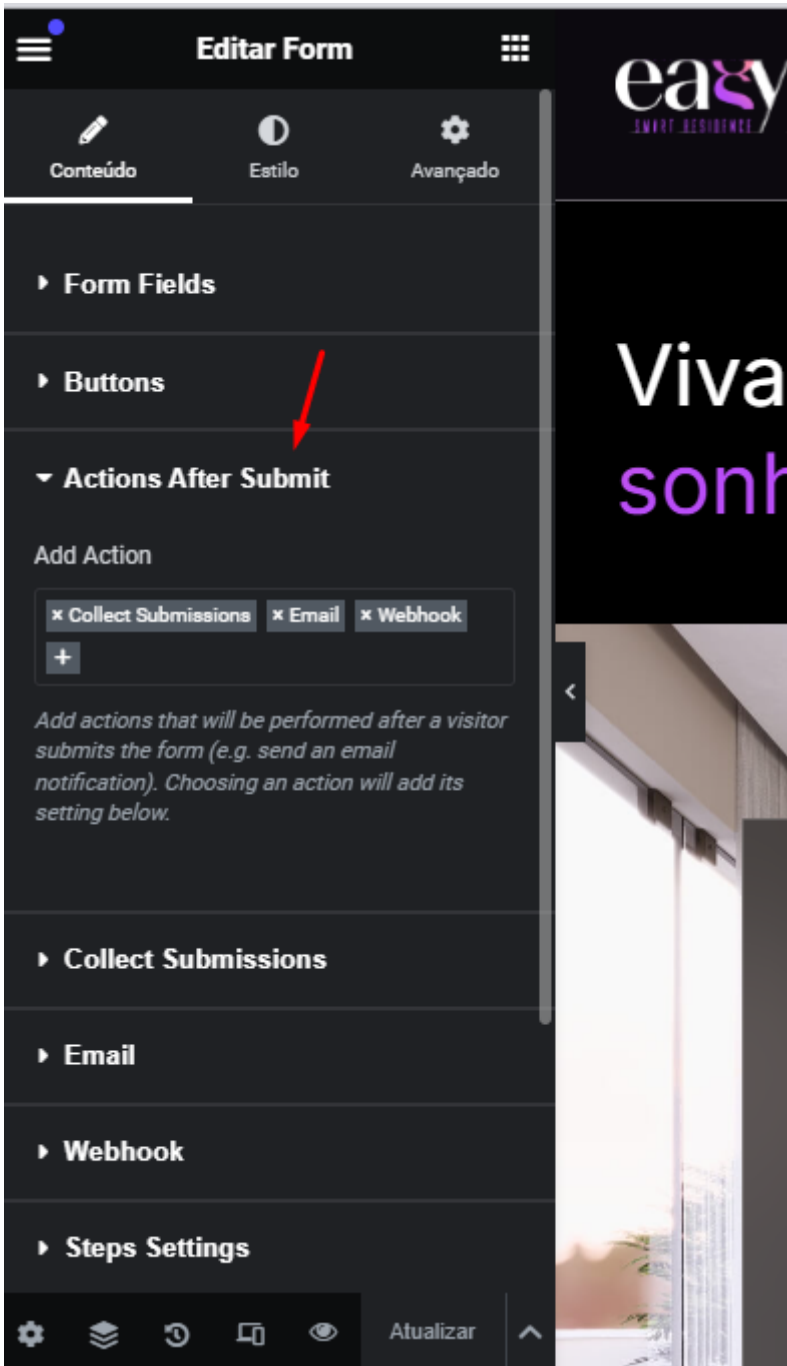 Editar Form
easy
SMART RESIDENCE
Conteúdo
Estilo
Avançado
Form Fields
Buttons
Actions After Submit
Add Action
× Collect Submissions × Email × Webhook
+
Add actions that will be performed after a visitor
submits the form (e.g. send an email
notification). Choosing an action will add its
setting below.
Collect Submissions
Email
Webhook
Steps Settings
Atualizar
Viva
sonh